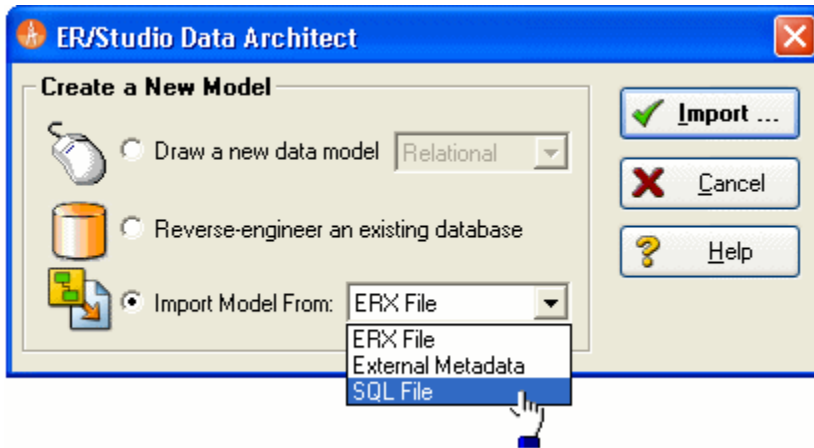 ER/Studio Data Architect
Create a New Model
Draw a new data model Relational
Reverse-engineer an existing database
Import Model From: ERX File
ERX File
External Metadata
SQL File
Import ...
Cancel
Help